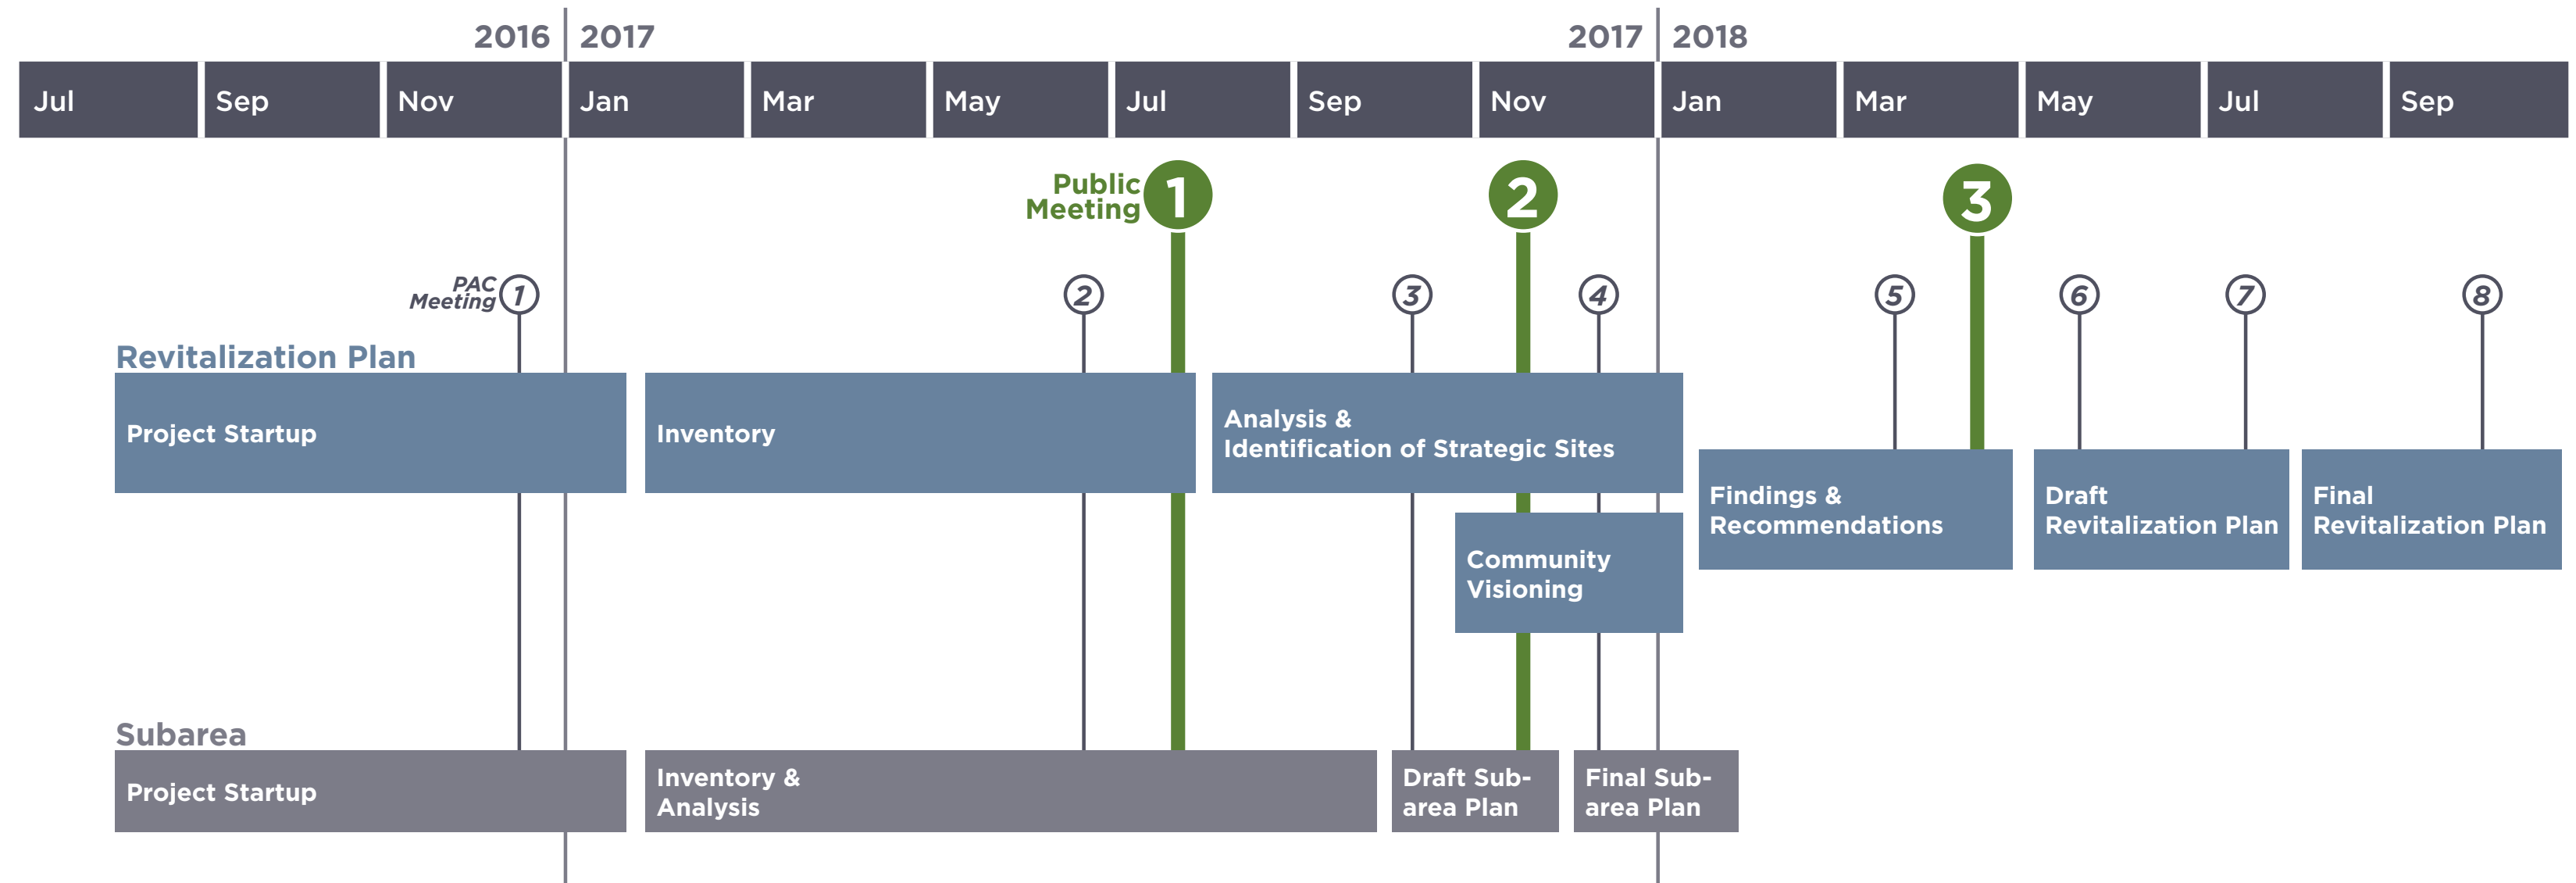 2016 2017
2017 2018
Jul Sep Nov Jan Mar May Jul Sep Nov Jan Mar May Jul Sep
Public
Meeting
1 2 3
PAC
Meeting
1 2 3 4 5 6 7 8
Revitalization Plan
Project Startup
Inventory
Analysis &
Identification of Strategic Sites
Community
Visioning
Findings &
Recommendations
Draft
Revitalization Plan
Final
Revitalization Plan
Subarea
Project Startup
Inventory &
Analysis
Draft Sub-
area Plan
Final Sub-
area Plan